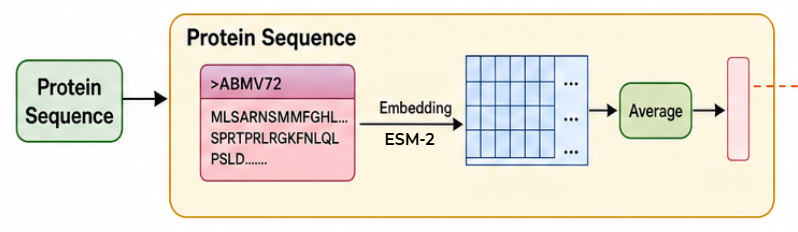 Protein
Sequence
Protein Sequence
>ABMV72
MLSARNSMMFGHL...
SPRTPRLRGKFNLQL
PSLD.......
Embedding
ESM-2
...
...
...
Average